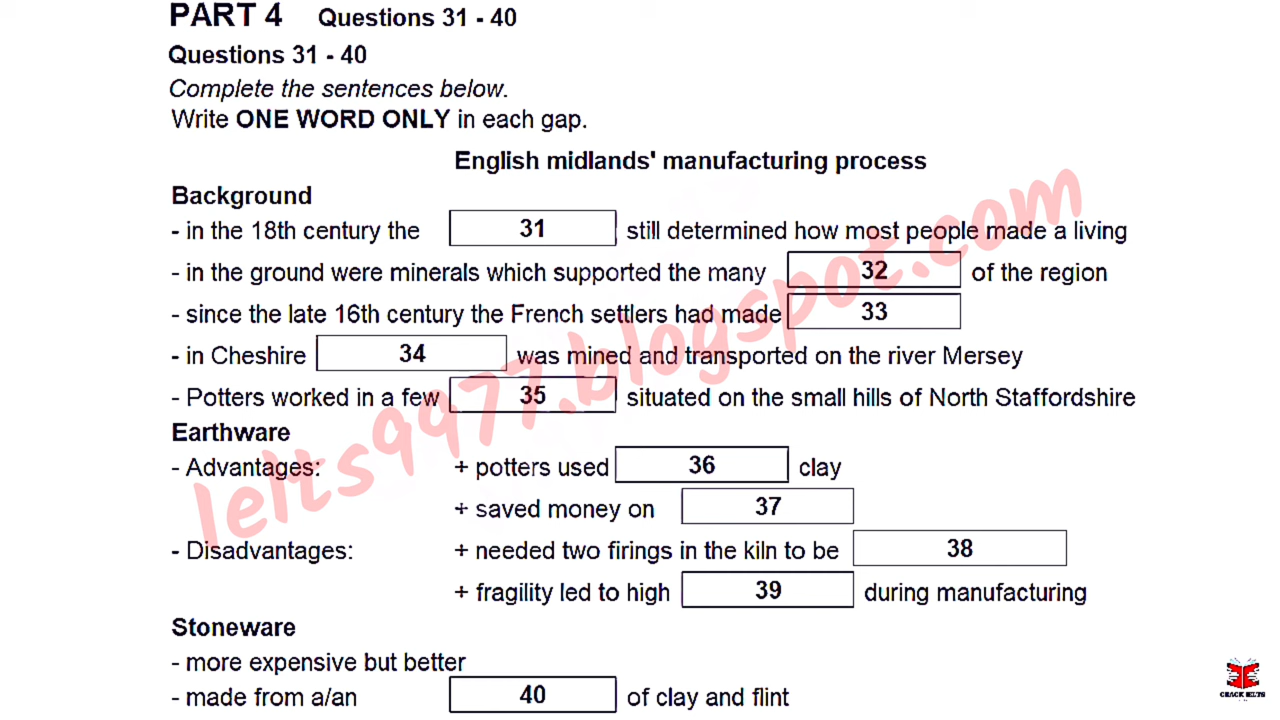 PART 4 Questions 31 - 40
Questions 31 - 40
Complete the sentences below.
Write ONE WORD ONLY in each gap.
English midlands' manufacturing process
Background
- in the 18th century the 31 still determined how most people made a living
- in the ground were minerals which supported the many 32 of the region
- since the late 16th century the French settlers had made 33
- in Cheshire 34 was mined and transported on the river Mersey
- Potters worked in a few 35 situated on the small hills of North Staffordshire
Earthware
- Advantages: + potters used 36 clay
+ saved money on 37
- Disadvantages: + needed two firings in the kiln to be 38
+ fragility led to high 39 during manufacturing
Stoneware
- more expensive but better
- made from a/an 40 of clay and flint
Ielts9977.blogspot.com
CRACK IELTS